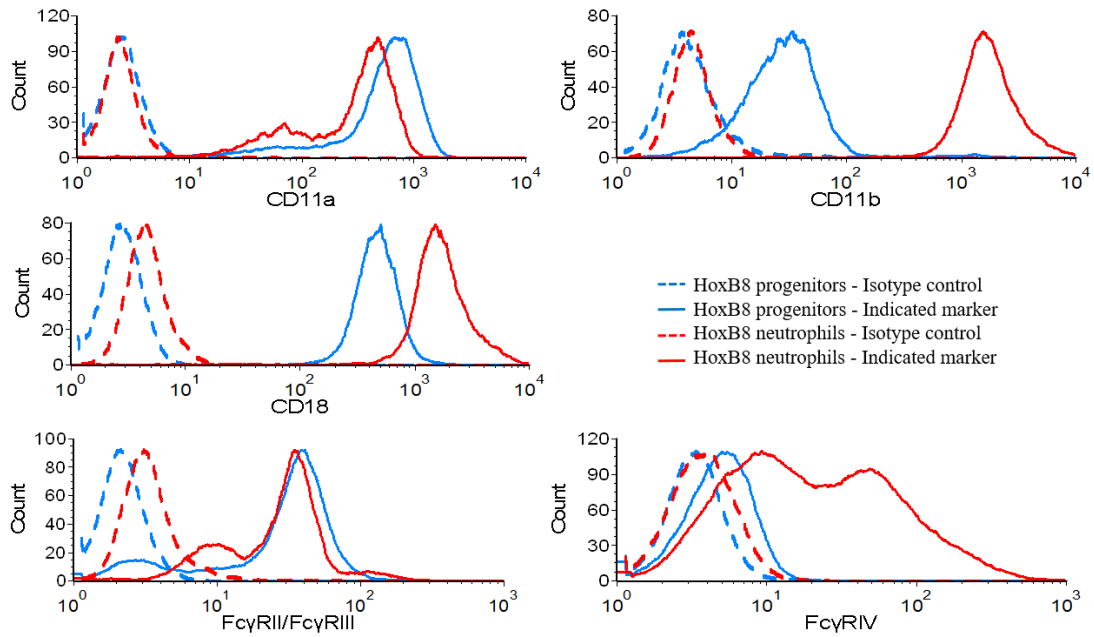 120
90
60
30
0
Count
10^0 10^1 10^2 10^3 10^4
CD11a
80
60
40
20
0
Count
10^0 10^1 10^2 10^3 10^4
CD11b
80
60
40
20
0
Count
10^0 10^1 10^2 10^3 10^4
CD18
HoxB8 progenitors - Isotype control
HoxB8 progenitors - Indicated marker
HoxB8 neutrophils - Isotype control
HoxB8 neutrophils - Indicated marker
100
80
60
40
20
0
Count
10^0 10^1 10^2 10^3
FcγRII/FcγRIII
120
90
60
30
0
Count
10^0 10^1 10^2 10^3
FcγRIV